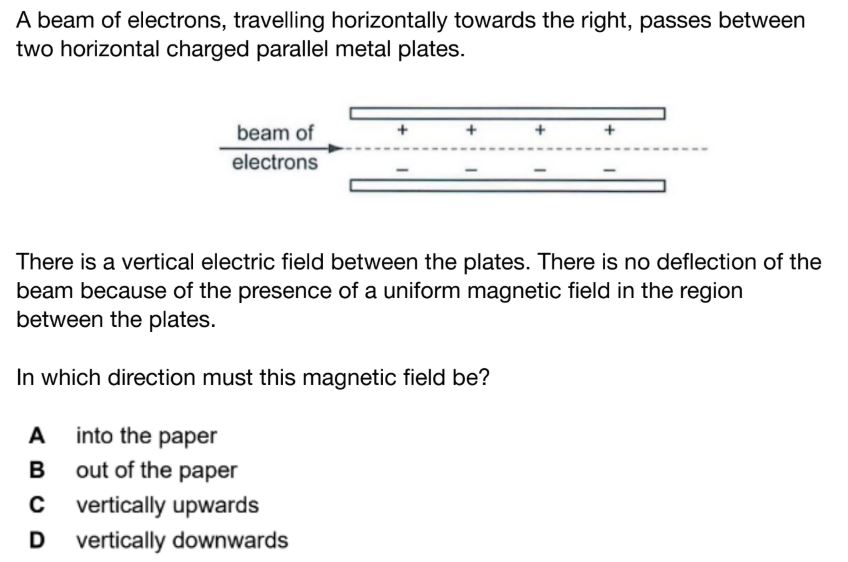 A beam of electrons, travelling horizontally towards the right, passes between
two horizontal charged parallel metal plates.
beam of
electrons
+ + + +
– – – –
There is a vertical electric field between the plates. There is no deflection of the
beam because of the presence of a uniform magnetic field in the region
between the plates.
In which direction must this magnetic field be?
A into the paper
B out of the paper
C vertically upwards
D vertically downwards